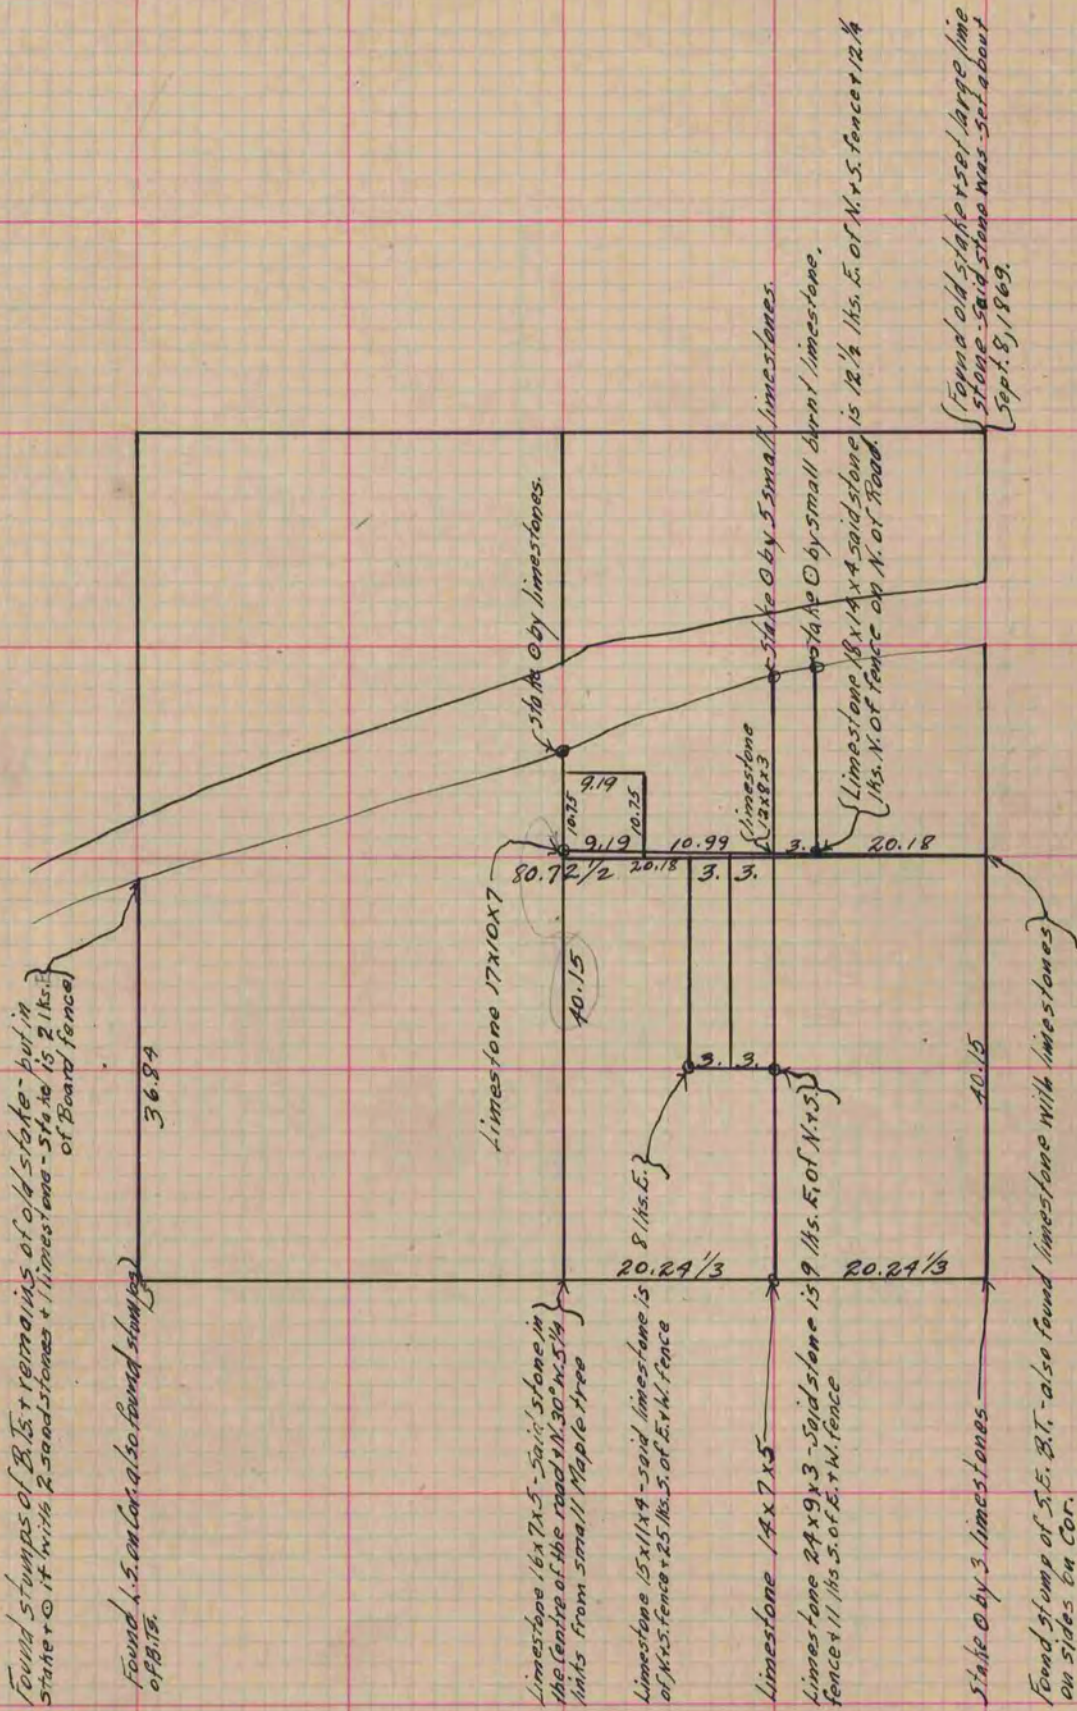 Found stumps of B.Ts. + remains of old stake - put in
stake + ⊙ it with 2 sandstones + 1 limestone - stake is 2 lks. E.
of Board fence
Found L.S. on Cor. also found
of B.Ts.
36.84
Limestone 17x10x7
stake ⊙ by limestones.
Limestone 16x7x5 - Said stone in
the Centre of the road + N. 30° W. 5 1/4
links from small Maple tree
80.72 1/2
40.15
10.75
9.19
9.19
10.75
20.18
10.99
3.
3.
3.
3.
Limestone 15x11x4 - said limestone is 8 lks. E.
of N.+S. fence + 25 lks. S. of E.+W. fence
20.24 1/3
20.24 1/3
limestone
12x8x3
stake ⊙ by 5 small limestones.
3.
20.18
stake ⊙ by small burnt limestone.
Limestone 18x14x4 said stone is 12 1/2 lks. E. of N.+S. fence + 12 1/4
lks. N. of fence on N. of Road.
Limestone 14x7x5
Limestone 24x9x3 - Said stone is 9 lks. E. of N.+S.
fence + 11 lks S. of E.+W. fence
Found old stake + set large lime
stone - said stone was set about
Sept. 8, 1869.
40.15
Stake ⊙ by 3 limestones
Found stump of S.E. B.T. - also found limestone with limestones
on sides on Cor.